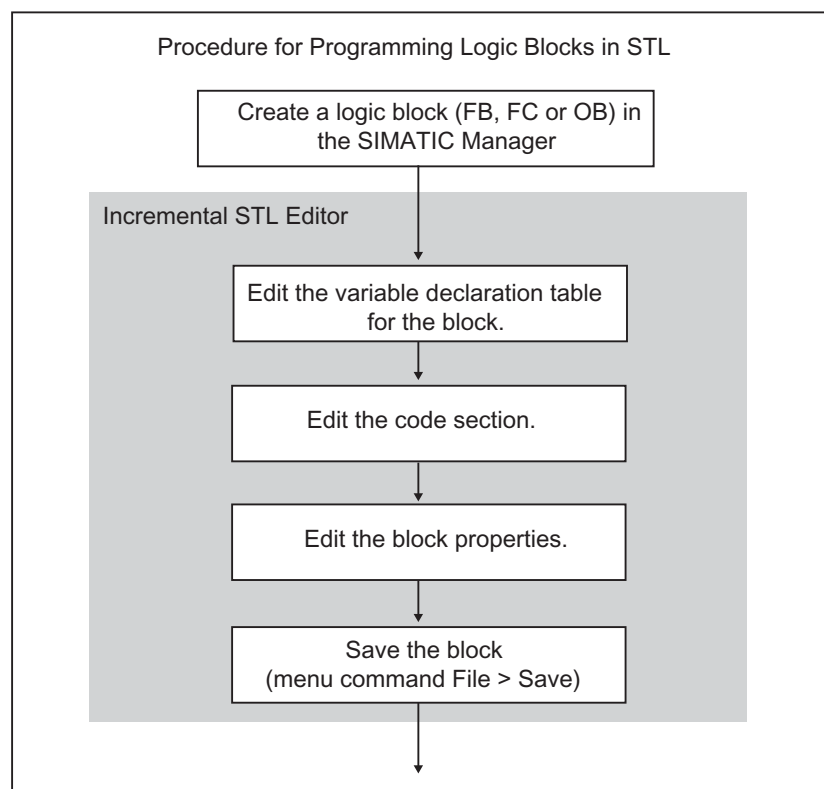 Procedure for Programming Logic Blocks in STL
Create a logic block (FB, FC or OB) in
the SIMATIC Manager
Incremental STL Editor
Edit the variable declaration table
for the block.
Edit the code section.
Edit the block properties.
Save the block
(menu command File > Save)